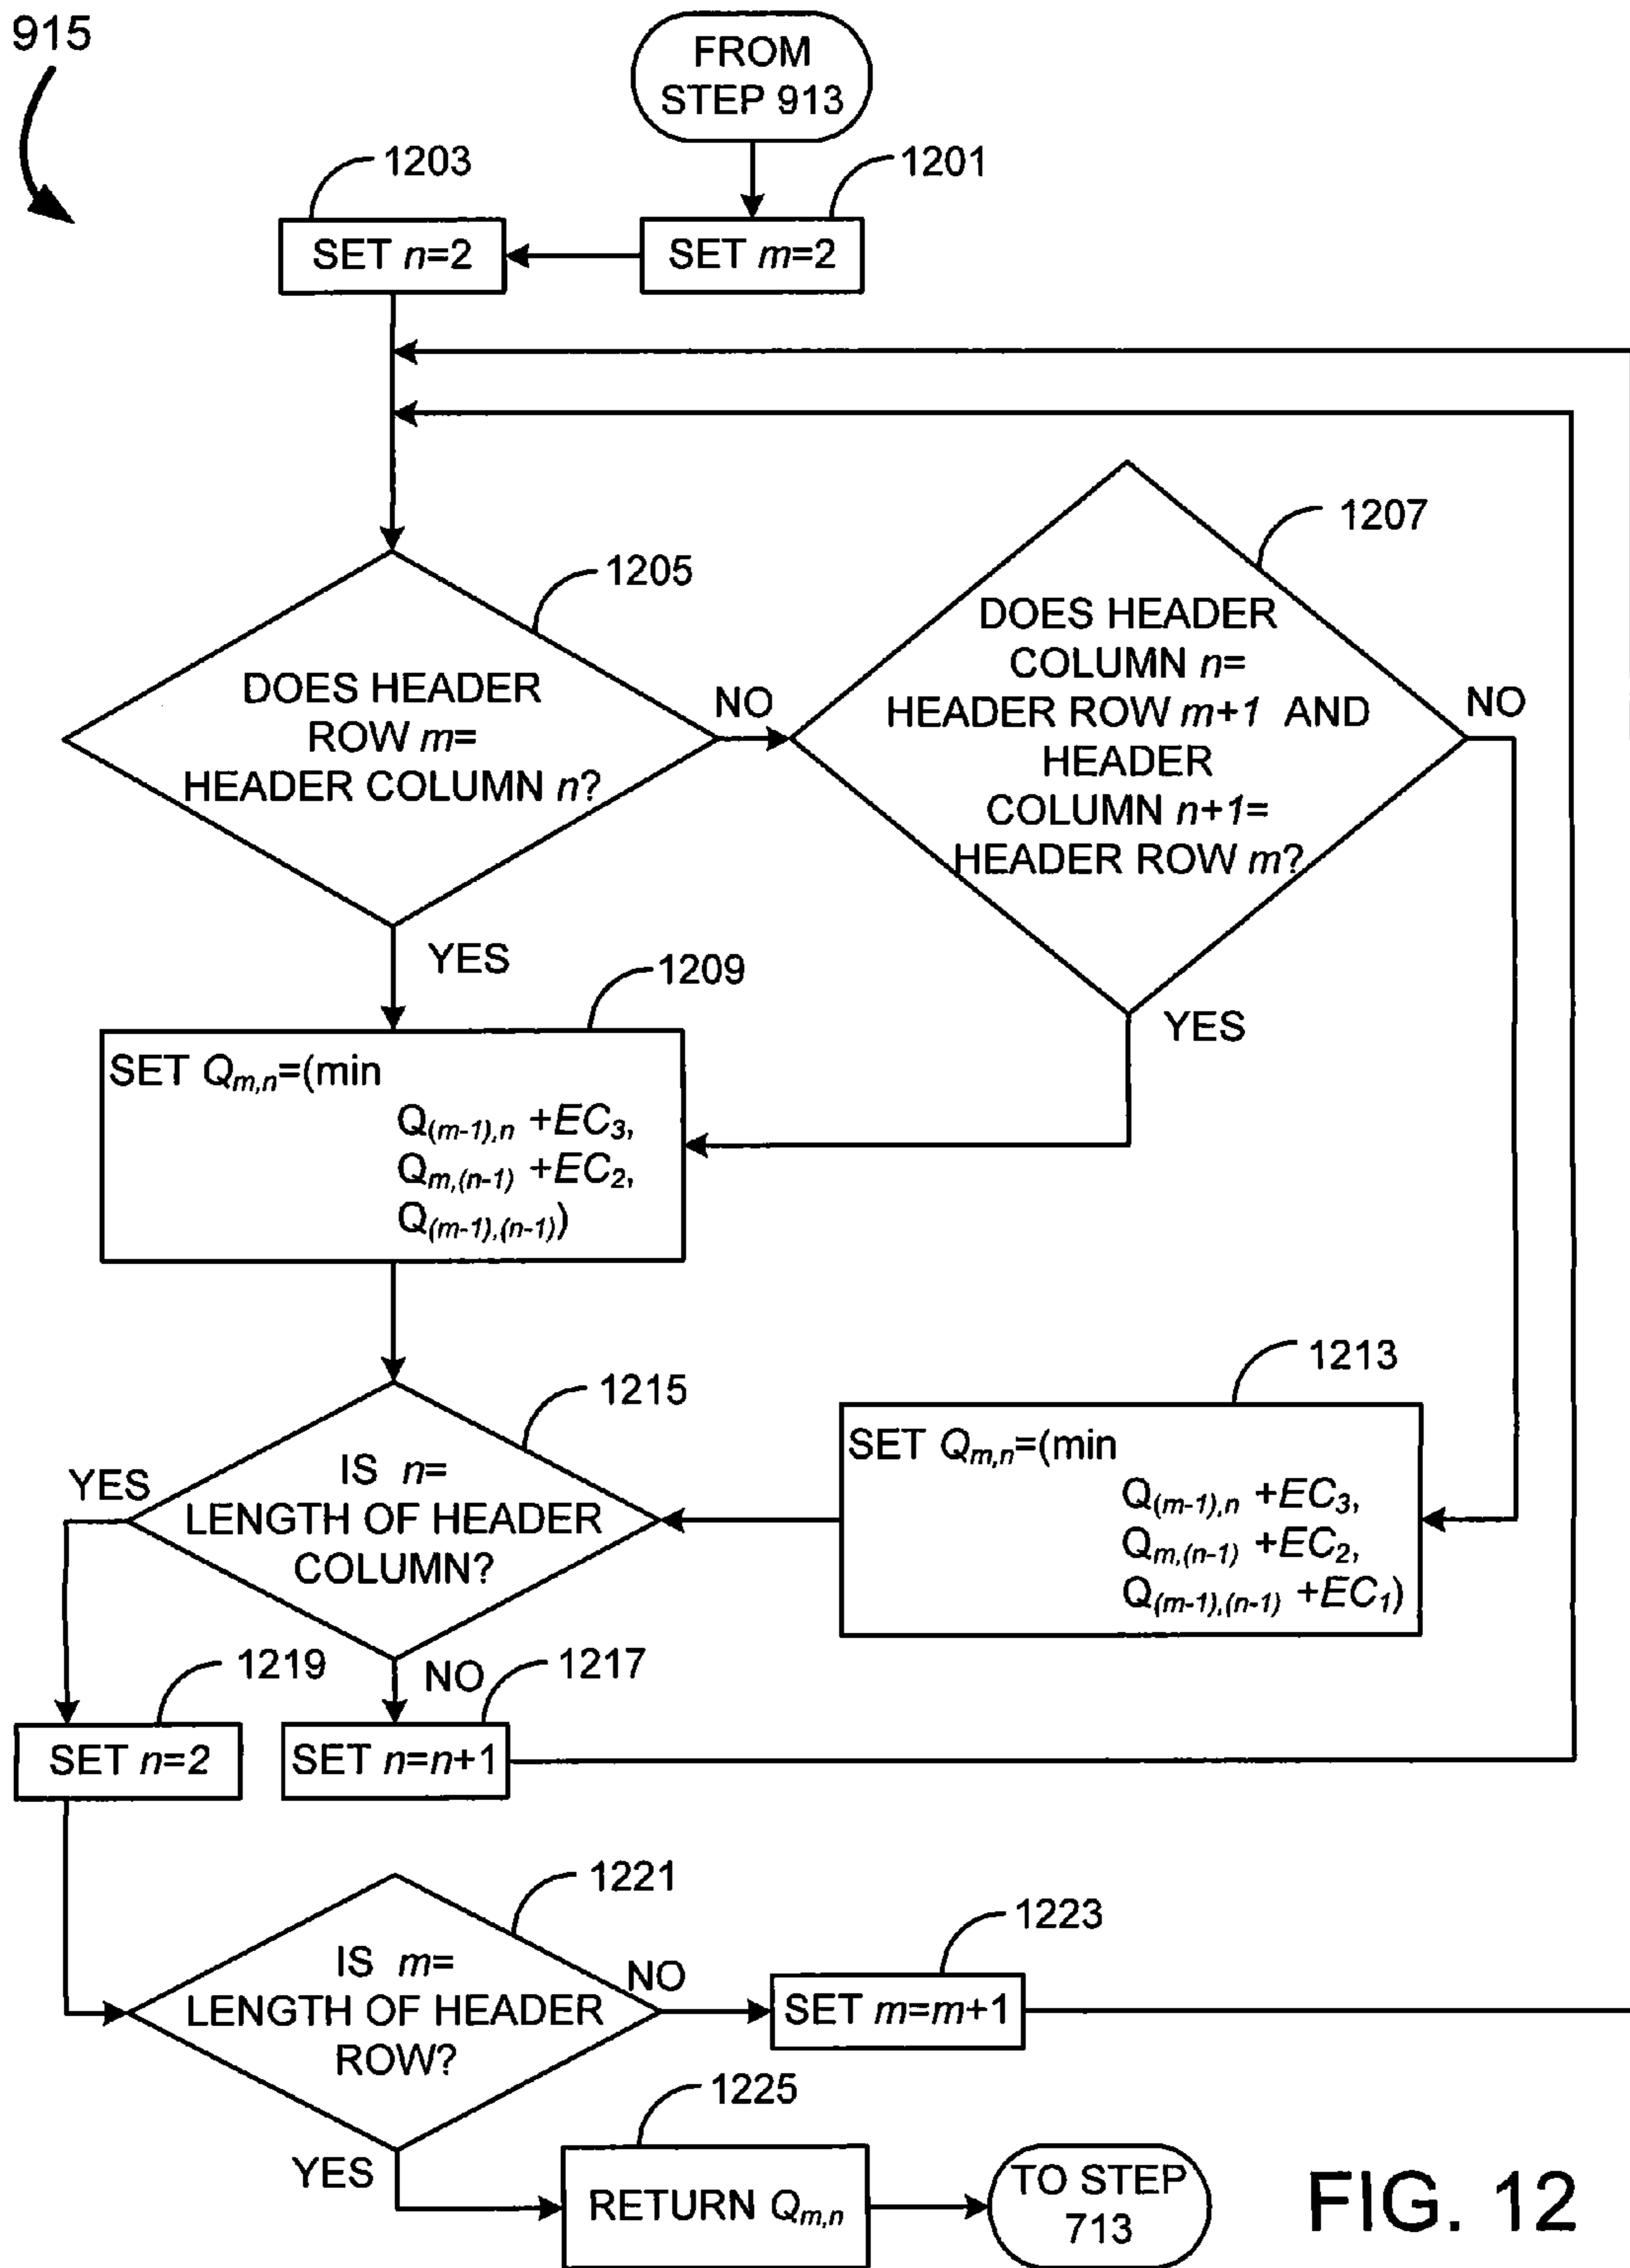 915
FROM
STEP 913
1203
1201
SET n=2
SET m=2
1207
1205
DOES HEADER
COLUMN n=
HEADER ROW m+1 AND
HEADER
COLUMN n+1=
HEADER ROW m?
NO
DOES HEADER
ROW m=
HEADER COLUMN n?
NO
YES
YES
1209
SET Qm,n=(min
Q(m-1),n +EC3,
Qm,(n-1) +EC2,
Q(m-1),(n-1))
1213
SET Qm,n=(min
Q(m-1),n +EC3,
Qm,(n-1) +EC2,
Q(m-1),(n-1) +EC1)
1215
YES
IS n=
LENGTH OF HEADER
COLUMN?
NO
1219
1217
SET n=2
SET n=n+1
1221
IS m=
LENGTH OF HEADER
ROW?
NO
1223
SET m=m+1
YES
1225
RETURN Qm,n
TO STEP
713
FIG. 12